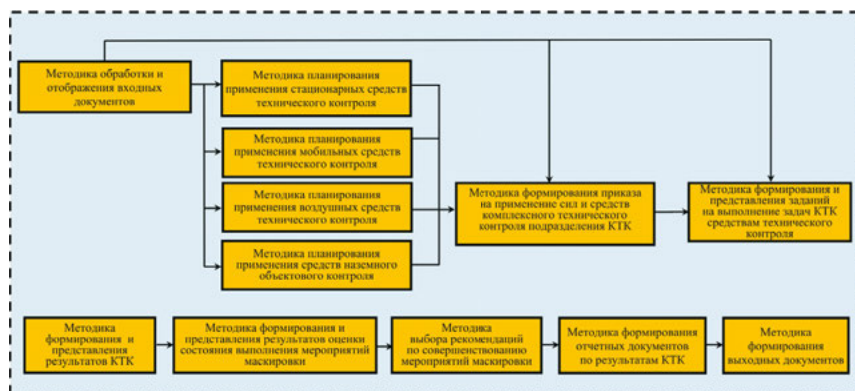 Методика обработки и
отображения входных
документов
Методика планирования
применения стационарных средств
технического контроля
Методика планирования
применения мобильных средств
технического контроля
Методика планирования
применения воздушных средств
технического контроля
Методика планирования
применения средств наземного
объектового контроля
Методика формирования приказа
на применение сил и средств
комплексного технического
контроля подразделения КТК
Методика формирования и
представления заданий
на выполнение задач КТК
средствам технического
контроля
Методика
формирования и
представления
результатов КТК
Методика формирования и
представления результатов оценки
состояния выполнения мероприятий
маскировки
Методика
выбора рекомендаций
по совершенствованию
мероприятий маскировки
Методика формирования
отчетных документов
по результатам КТК
Методика
формирования
выходных документов